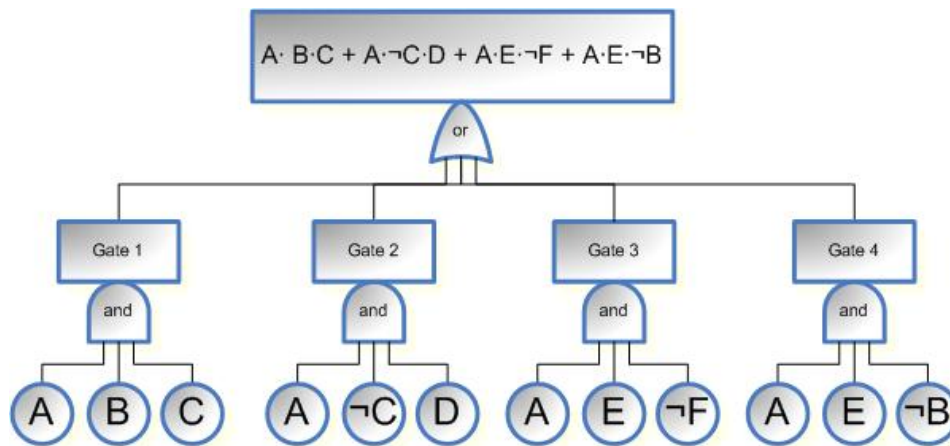 A· B·C + A·¬C·D + A·E·¬F + A·E·¬B
or
Gate 1 Gate 2 Gate 3 Gate 4
and and and and
A B C A ¬C D A E ¬F A E ¬B